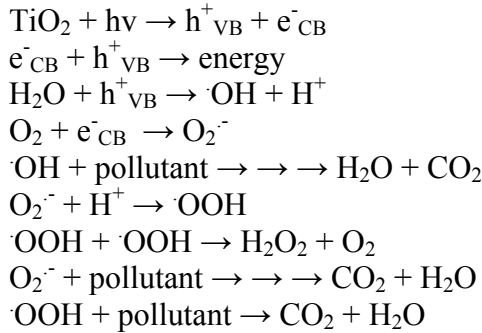 TiO₂ + hv → h⁺VB + e⁻CB
e⁻CB + h⁺VB → energy
H₂O + h⁺VB → ·OH + H⁺
O₂ + e⁻CB → O₂·⁻
·OH + pollutant → → → H₂O + CO₂
O₂·⁻ + H⁺ → ·OOH
·OOH + ·OOH → H₂O₂ + O₂
O₂·⁻ + pollutant → → → CO₂ + H₂O
·OOH + pollutant → CO₂ + H₂O